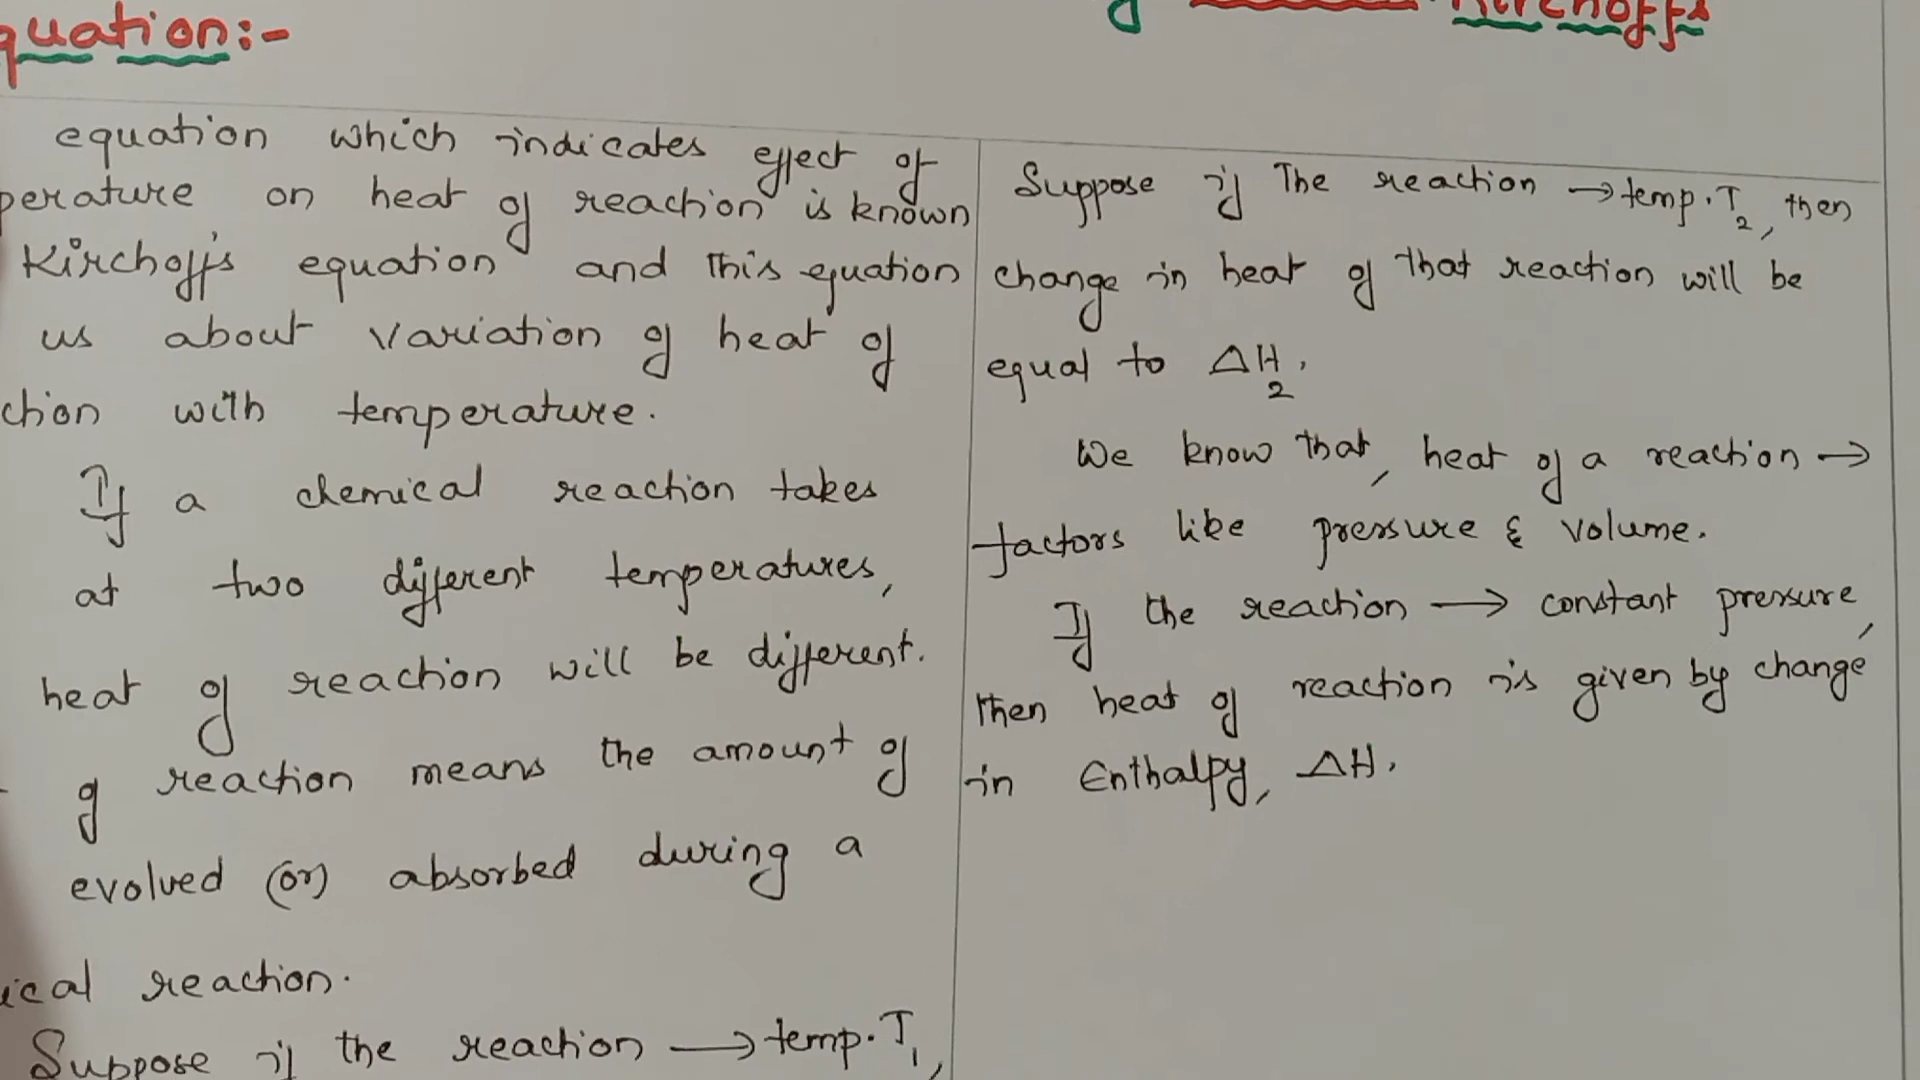 quation:-
Kirchoff's
equation which indicates effect of
perature on heat of reaction is known
Kirchoff's equation and This equation
us about variation of heat of
ction with temperature.
If a chemical reaction takes
at two different temperatures,
heat of reaction will be different.
of reaction means the amount of
evolved (or) absorbed during a
ical reaction.
Suppose if the reaction → temp. T₁,
Suppose if The reaction → temp. T₂, then
change in heat of that reaction will be
equal to ΔH₂.
We know that, heat of a reaction →
factors like pressure & volume.
If the reaction → constant pressure,
then heat of reaction is given by change
in Enthalpy, ΔH.